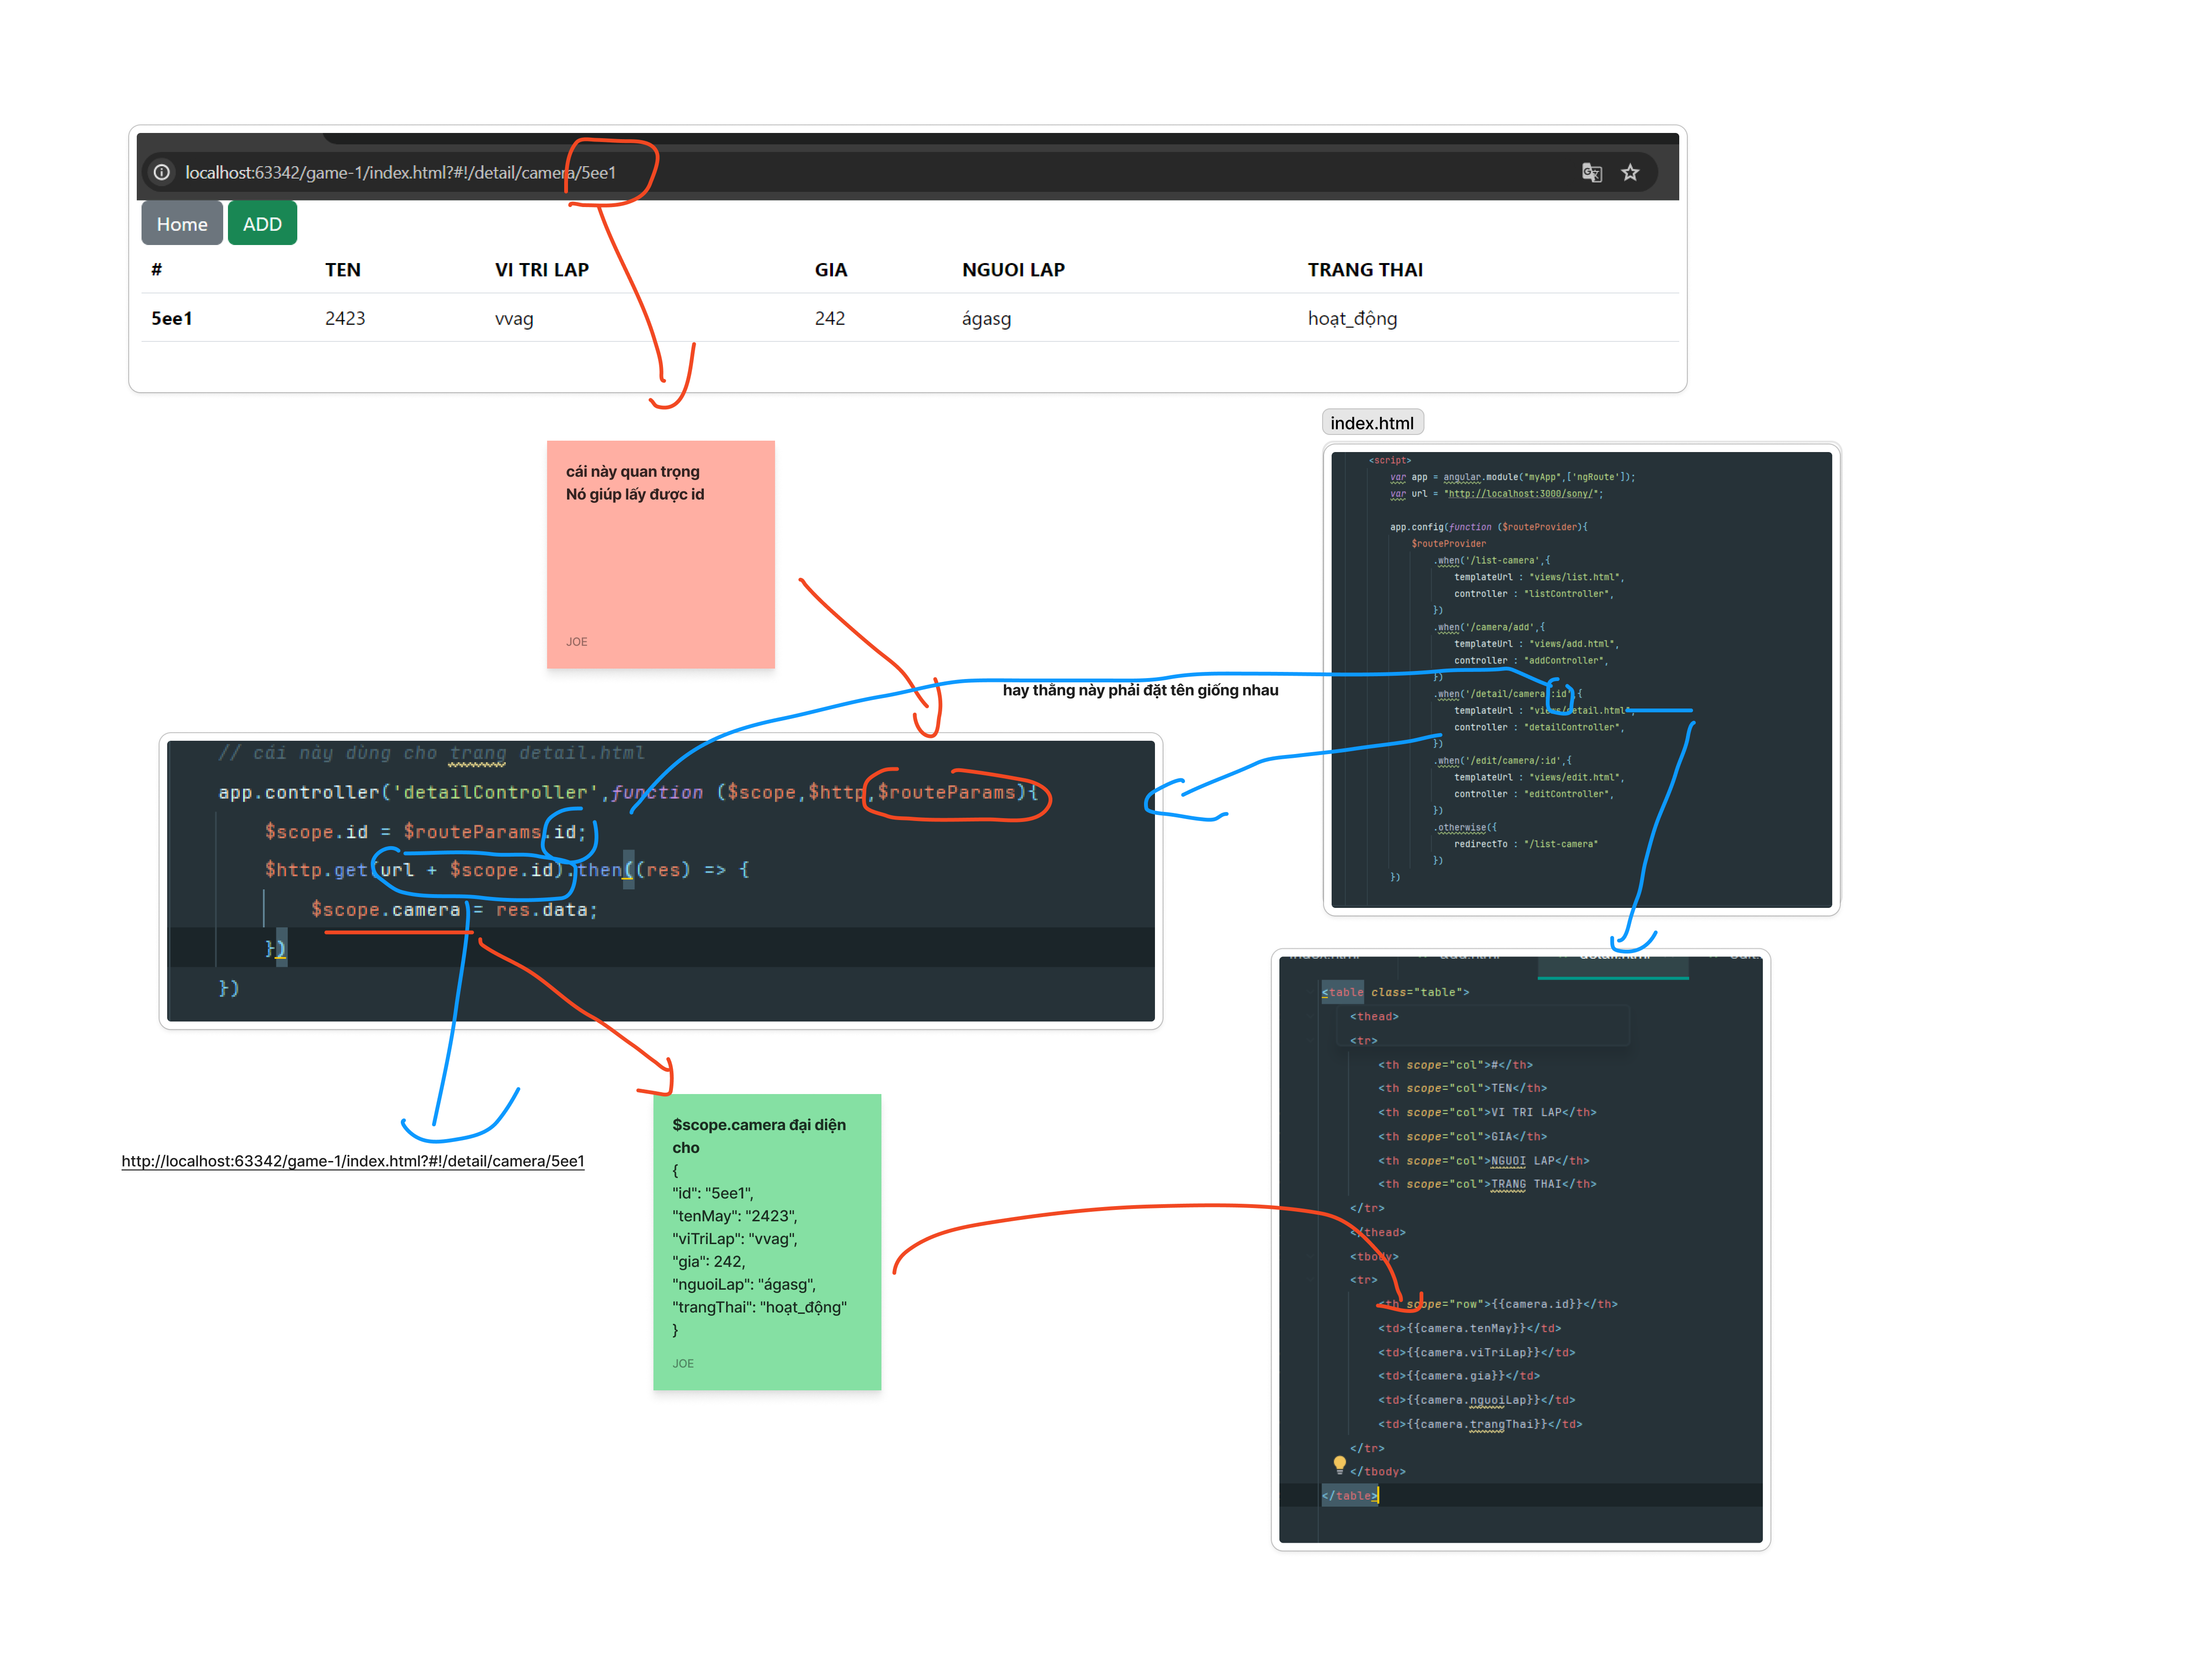 localhost:63342/game-1/index.html?#!/detail/camera/5ee1
Home ADD
# TEN VI TRI LAP GIA NGUOI LAP TRANG THAI
5ee1 2423 vvag 242 ágasg hoạt_động
cái này quan trọng
Nó giúp lấy được id
JOE
index.html
<script>
var app = angular.module("myApp",['ngRoute']);
var url = "http://localhost:3000/sony/";
app.config(function ($routeProvider){
$routeProvider
.when('/list-camera',{
templateUrl : "views/list.html",
controller : "listController",
})
.when('/camera/add',{
templateUrl : "views/add.html",
controller : "addController",
})
.when('/detail/camera/:id',{
templateUrl : "views/detail.html",
controller : "detailController",
})
.when('/edit/camera/:id',{
templateUrl : "views/edit.html",
controller : "editController",
})
.otherwise({
redirectTo : "/list-camera"
})
})
hay thằng này phải đặt tên giống nhau
// cái này dùng cho trang detail.html
app.controller('detailController',function ($scope,$http,$routeParams){
$scope.id = $routeParams.id;
$http.get(url + $scope.id).then((res) => {
$scope.camera = res.data;
})
})
http://localhost:63342/game-1/index.html?#!/detail/camera/5ee1
$scope.camera đại diện
cho
{
"id": "5ee1",
"tenMay": "2423",
"viTriLap": "vvag",
"gia": 242,
"nguoiLap": "ágasg",
"trangThai": "hoạt_động"
}
JOE
index.html add.html detail.html
<table class="table">
<thead>
<tr>
<th scope="col">#</th>
<th scope="col">TEN</th>
<th scope="col">VI TRI LAP</th>
<th scope="col">GIA</th>
<th scope="col">NGUOI LAP</th>
<th scope="col">TRANG THAI</th>
</tr>
</thead>
<tbody>
<tr>
<th scope="row">{{camera.id}}</th>
<td>{{camera.tenMay}}</td>
<td>{{camera.viTriLap}}</td>
<td>{{camera.gia}}</td>
<td>{{camera.nguoiLap}}</td>
<td>{{camera.trangThai}}</td>
</tr>
</tbody>
</table>